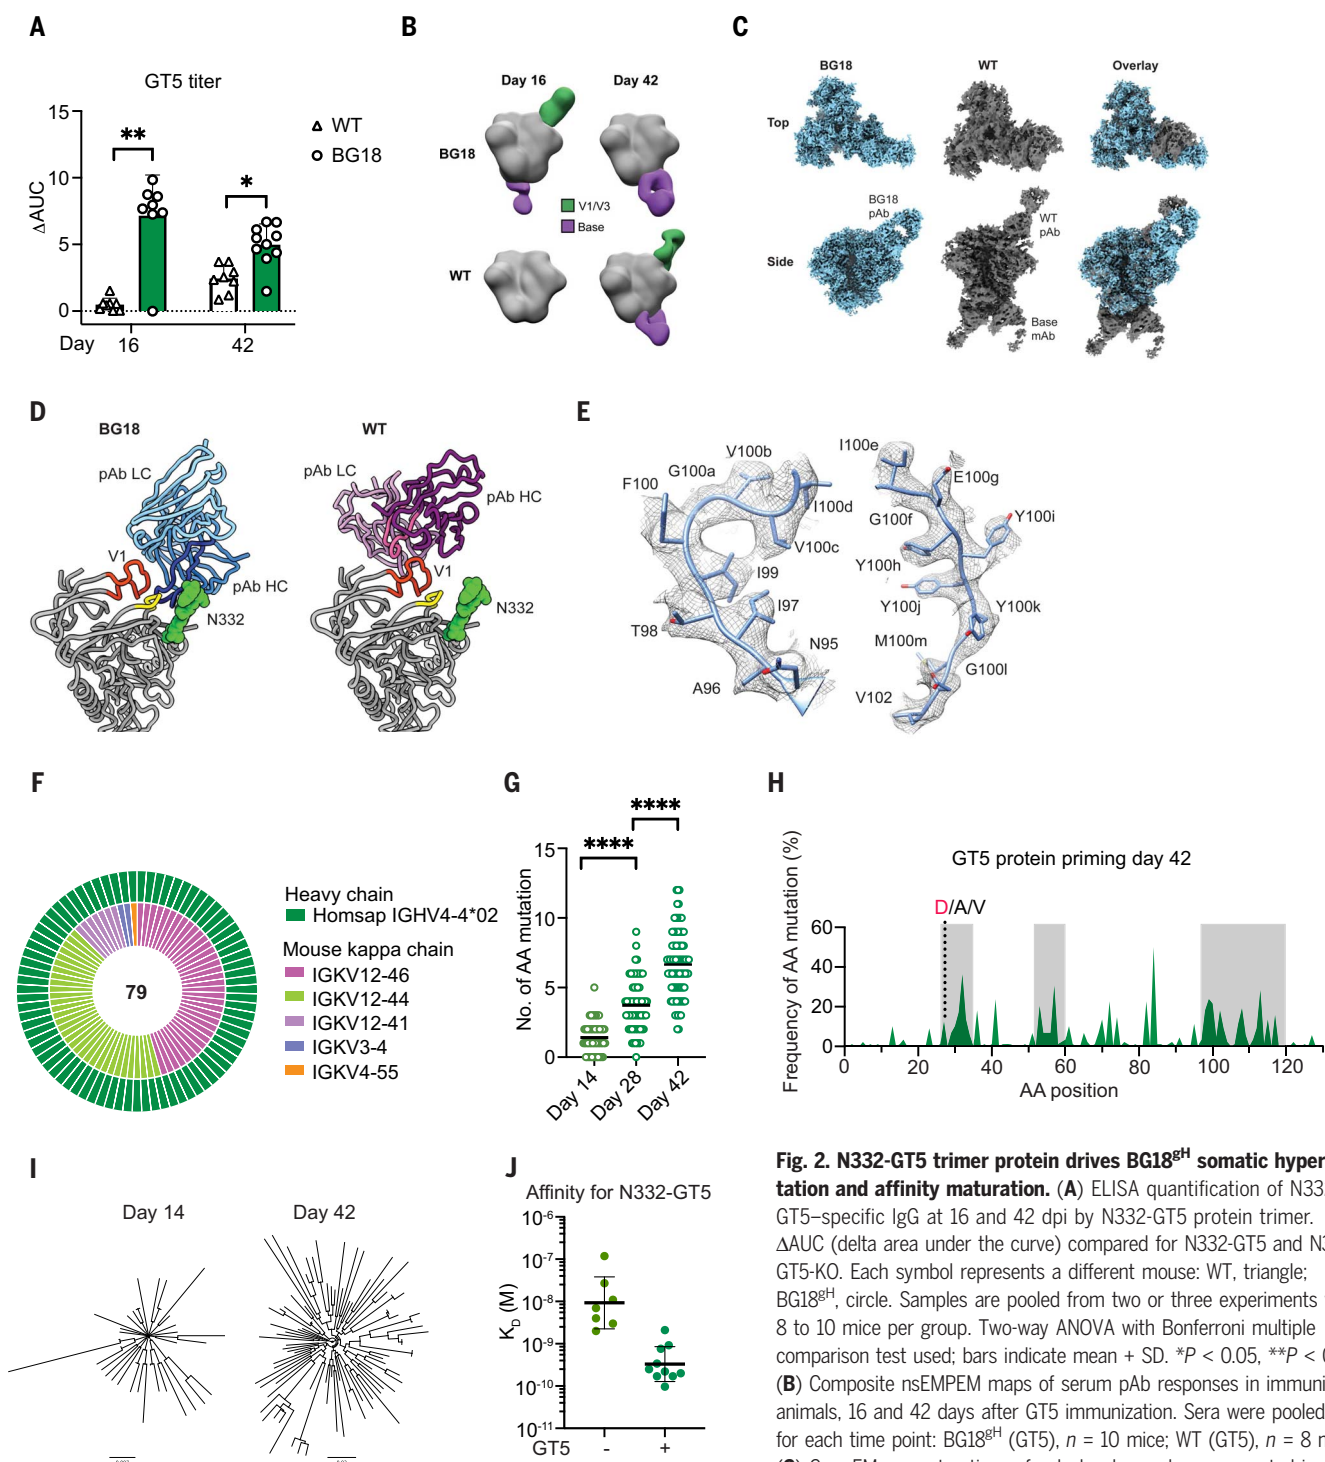 A
GT5 titer
15
10
5
0
ΔAUC
**
*
WT
BG18
Day 16 42
B
Day 16 Day 42
BG18
WT
V1/V3
Base
C
BG18 WT Overlay
Top
Side
BG18
pAb
WT
pAb
Base
mAb
D
BG18 WT
pAb LC
V1
pAb HC
N332
pAb LC
pAb HC
V1
N332
E
V100b
G100a
F100
I100d
V100c
I99
I97
T98
N95
A96
I100e
E100g
G100f
Y100i
Y100h
Y100j
Y100k
M100m
G100l
V102
F
79
Heavy chain
Homsap IGHV4-4*02
Mouse kappa chain
IGKV12-46
IGKV12-44
IGKV12-41
IGKV3-4
IGKV4-55
G
****
****
15
10
5
0
No. of AA mutation
Day 14 Day 28 Day 42
H
GT5 protein priming day 42
D/A/V
Frequency of AA mutation (%)
60
40
20
0
0 20 40 60 80 100 120
AA position
I
Day 14 Day 42
J
Affinity for N332-GT5
10-6
10-7
10-8
10-9
10-10
10-11
KD (M)
GT5 - +
Fig. 2. N332-GT5 trimer protein drives BG18gH somatic hyper
tation and affinity maturation. (A) ELISA quantification of N33
GT5–specific IgG at 16 and 42 dpi by N332-GT5 protein trimer.
ΔAUC (delta area under the curve) compared for N332-GT5 and N3
GT5-KO. Each symbol represents a different mouse: WT, triangle;
BG18gH, circle. Samples are pooled from two or three experiments
8 to 10 mice per group. Two-way ANOVA with Bonferroni multiple
comparison test used; bars indicate mean + SD. *P < 0.05, **P < 0
(B) Composite nsEMPEM maps of serum pAb responses in immuni
animals, 16 and 42 days after GT5 immunization. Sera were pooled
for each time point: BG18gH (GT5), n = 10 mice; WT (GT5), n = 8 m